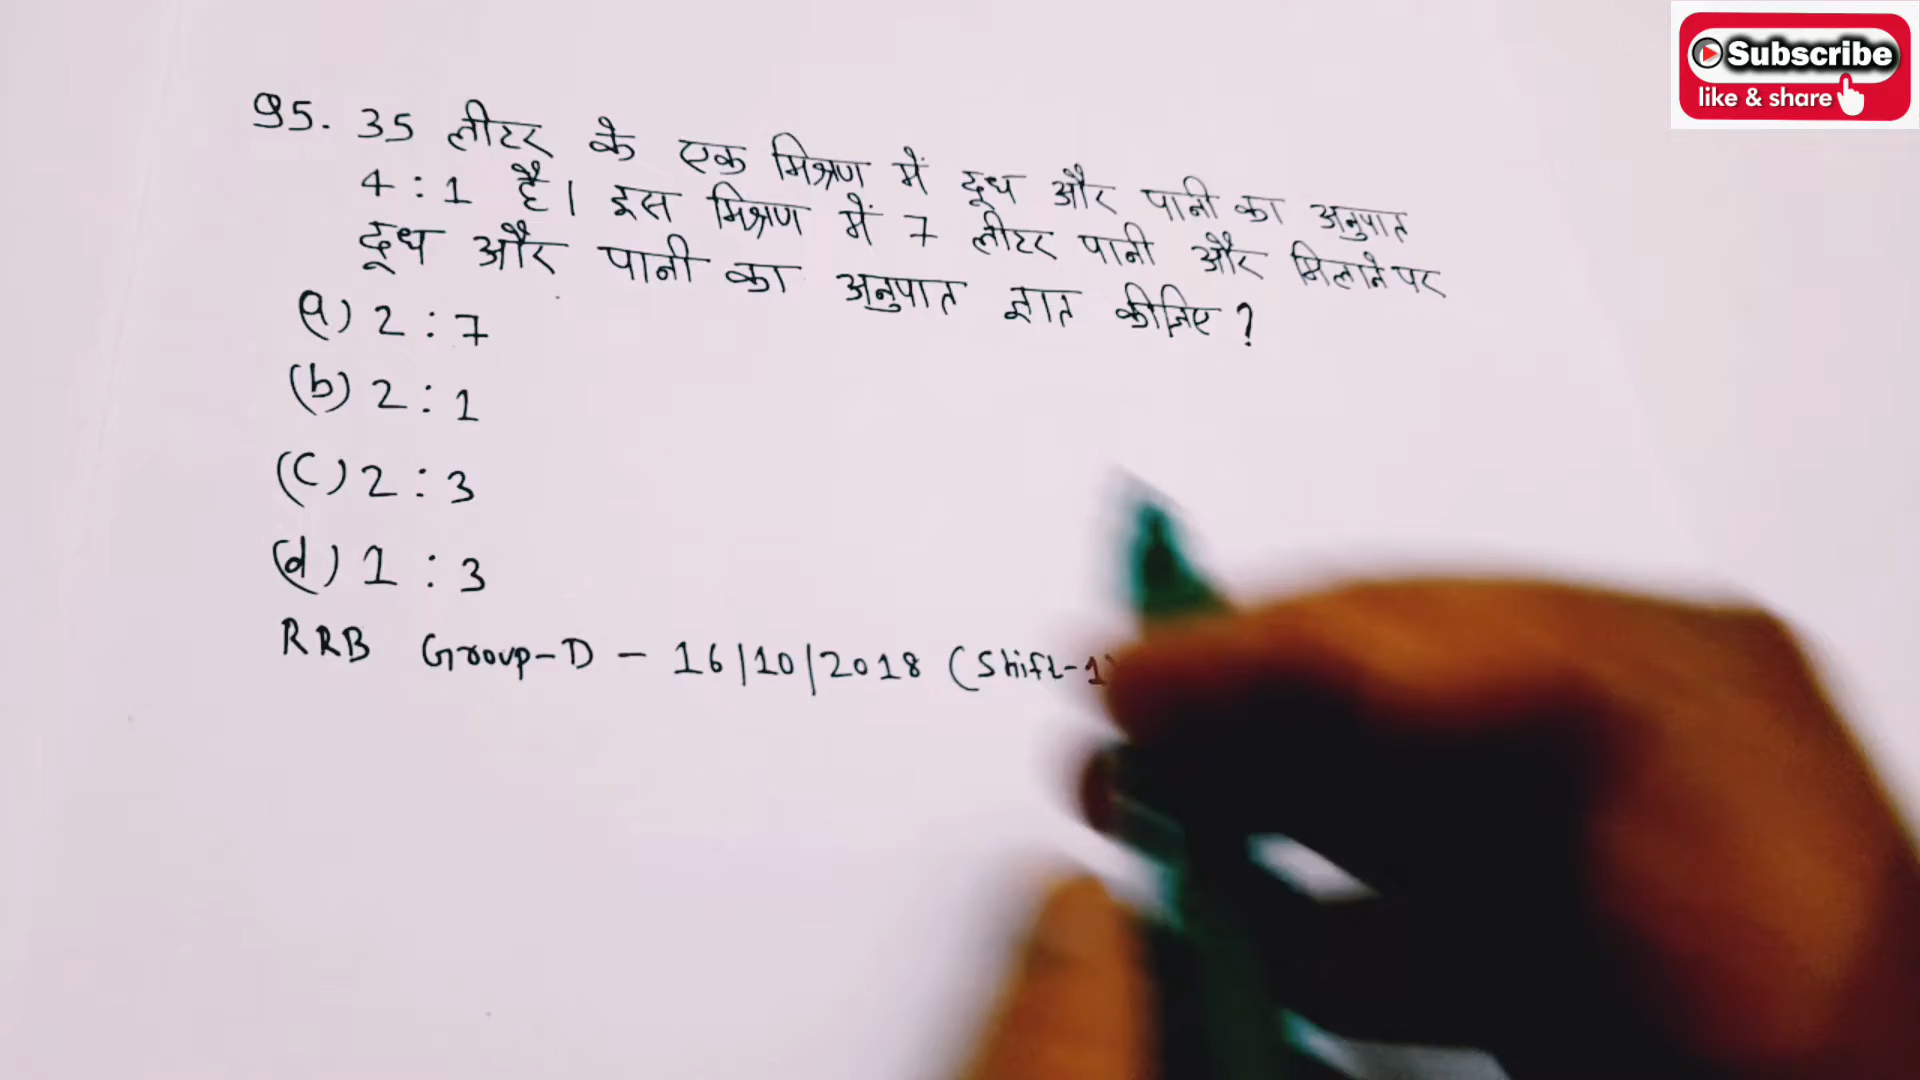 95. 35 लीटर के एक मिश्रण में दूध और पानी का अनुपात
4 : 1 है। इस मिश्रण में 7 लीटर पानी और मिलाने पर
दूध और पानी का अनुपात ज्ञात कीजिए ?
(a) 2 : 7
(b) 2 : 1
(c) 2 : 3
(d) 1 : 3
RRB Group-D - 16/10/2018 (Shift-1)
Subscribe
like & share